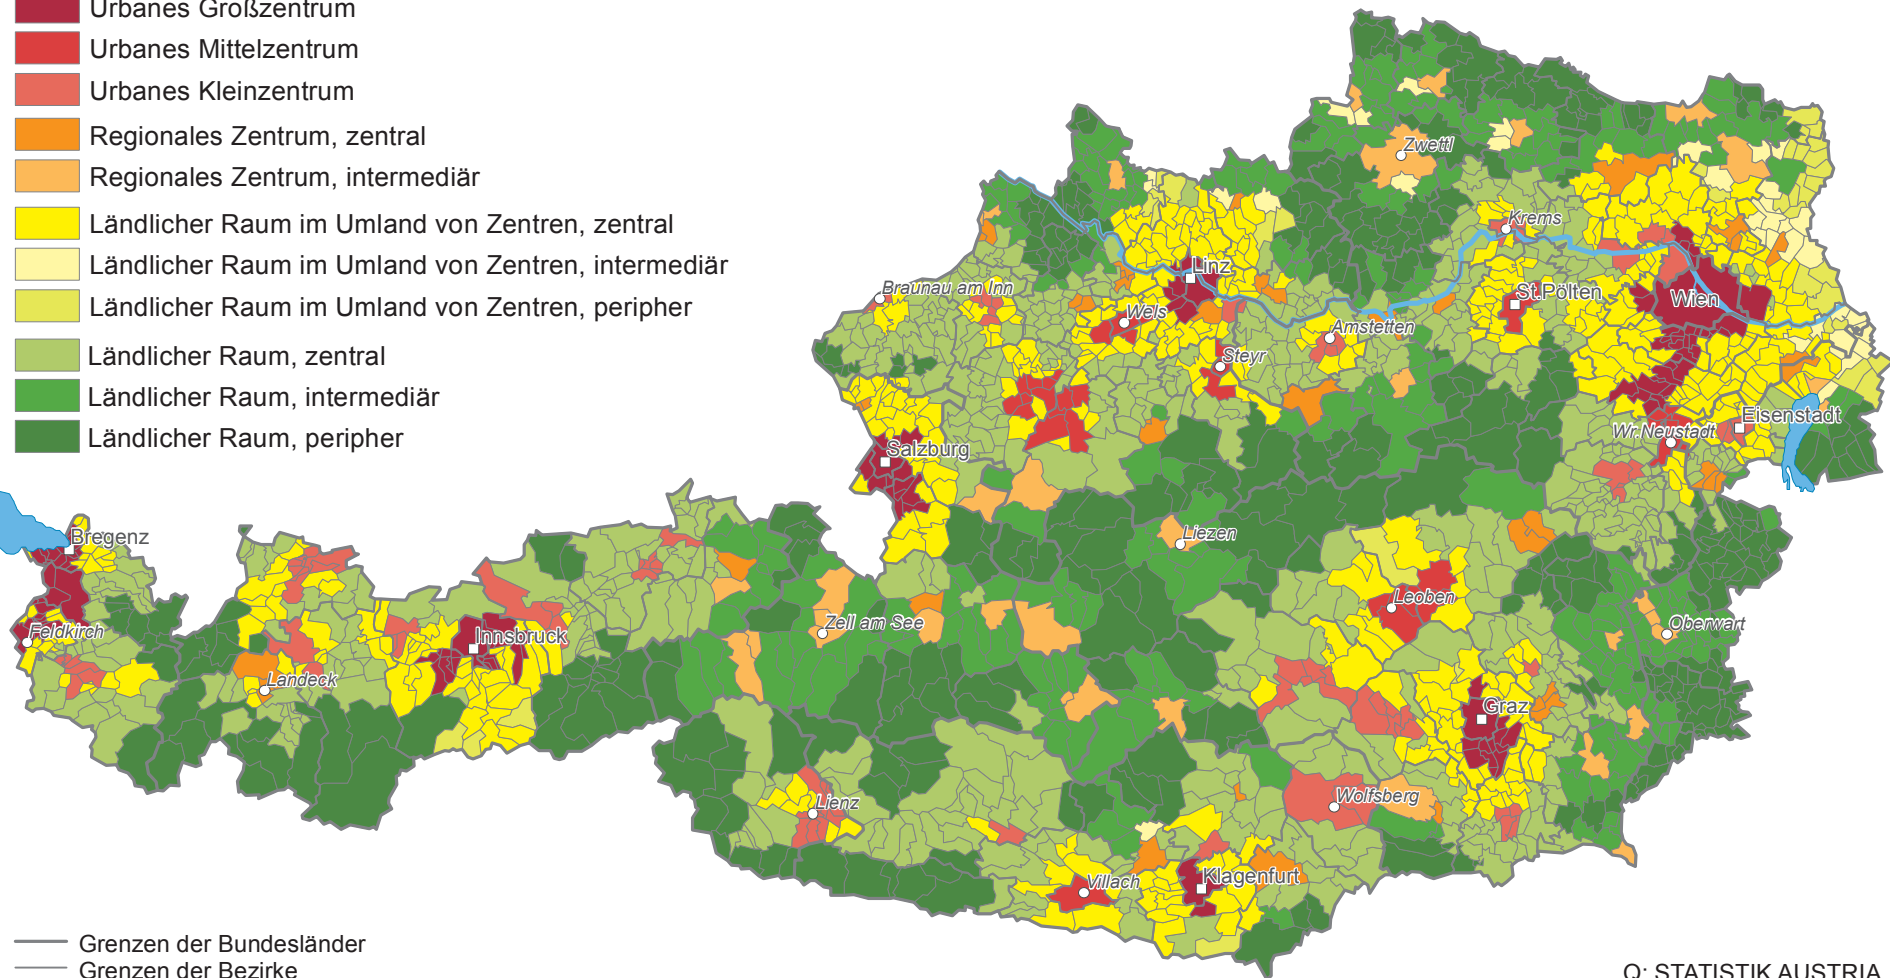 Urbanes Großzentrum
Urbanes Mittelzentrum
Urbanes Kleinzentrum
Regionales Zentrum, zentral
Regionales Zentrum, intermediär
Ländlicher Raum im Umland von Zentren, zentral
Ländlicher Raum im Umland von Zentren, intermediär
Ländlicher Raum im Umland von Zentren, peripher
Ländlicher Raum, zentral
Ländlicher Raum, intermediär
Ländlicher Raum, peripher
Zwettl
Krems
Linz
Braunau am Inn
St.Pölten
Wien
Wels
Amstetten
Steyr
Eisenstadt
Wr.Neustadt
Salzburg
Liezen
Bregenz
Leoben
Zell am See
Oberwart
Feldkirch
Innsbruck
Landeck
Graz
Wolfsberg
Lienz
Klagenfurt
Villach
Grenzen der Bundesländer
Grenzen der Bezirke
Q: STATISTIK AUSTRIA